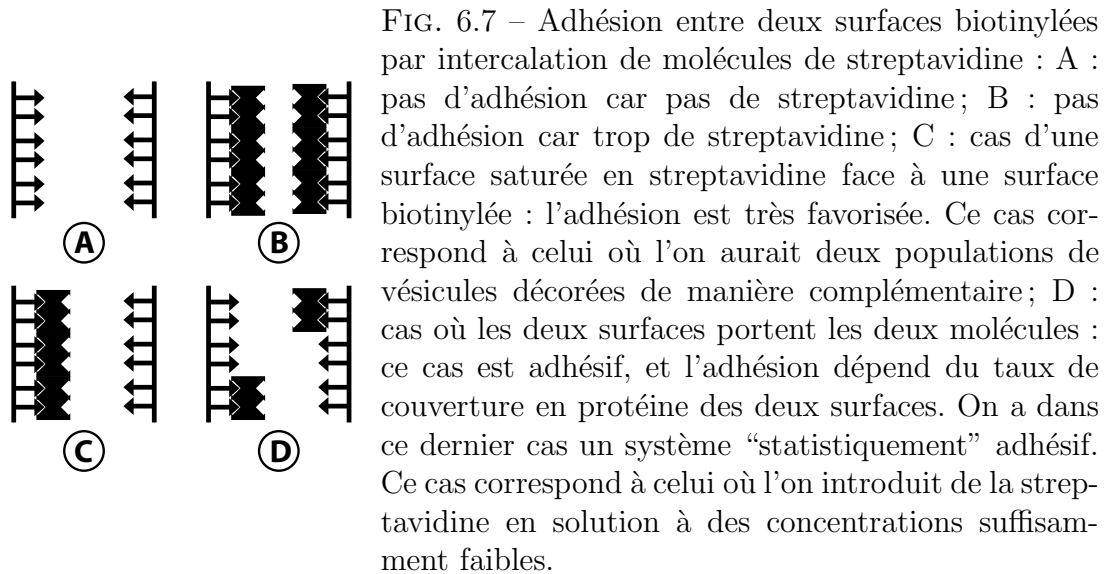 FIG. 6.7 – Adhésion entre deux surfaces biotinylées
par intercalation de molécules de streptavidine : A :
pas d'adhésion car pas de streptavidine ; B : pas
d'adhésion car trop de streptavidine ; C : cas d'une
surface saturée en streptavidine face à une surface
biotinylée : l'adhésion est très favorisée. Ce cas cor-
respond à celui où l'on aurait deux populations de
vésicules décorées de manière complémentaire ; D :
cas où les deux surfaces portent les deux molécules :
ce cas est adhésif, et l'adhésion dépend du taux de
couverture en protéine des deux surfaces. On a dans
ce dernier cas un système “statistiquement” adhésif.
Ce cas correspond à celui où l'on introduit de la strep-
tavidine en solution à des concentrations suffisam-
ment faibles.
A
B
C
D